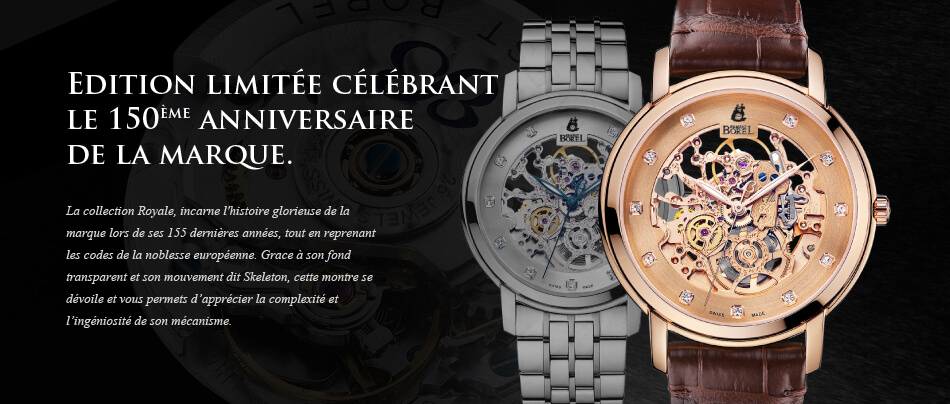 EDITION LIMITÉE CÉLÉBRANT
LE 150ÈME ANNIVERSAIRE
DE LA MARQUE.
La collection Royale, incarne l'histoire glorieuse de la
marque lors de ses 155 dernières années, tout en reprenant
les codes de la noblesse européenne. Grace à son fond
transparent et son mouvement dit Skeleton, cette montre se
dévoile et vous permets d’apprécier la complexité et
l’ingéniosité de son mécanisme.
BOREL
BOREL
SWISS MADE
SWISS MADE
BOREL